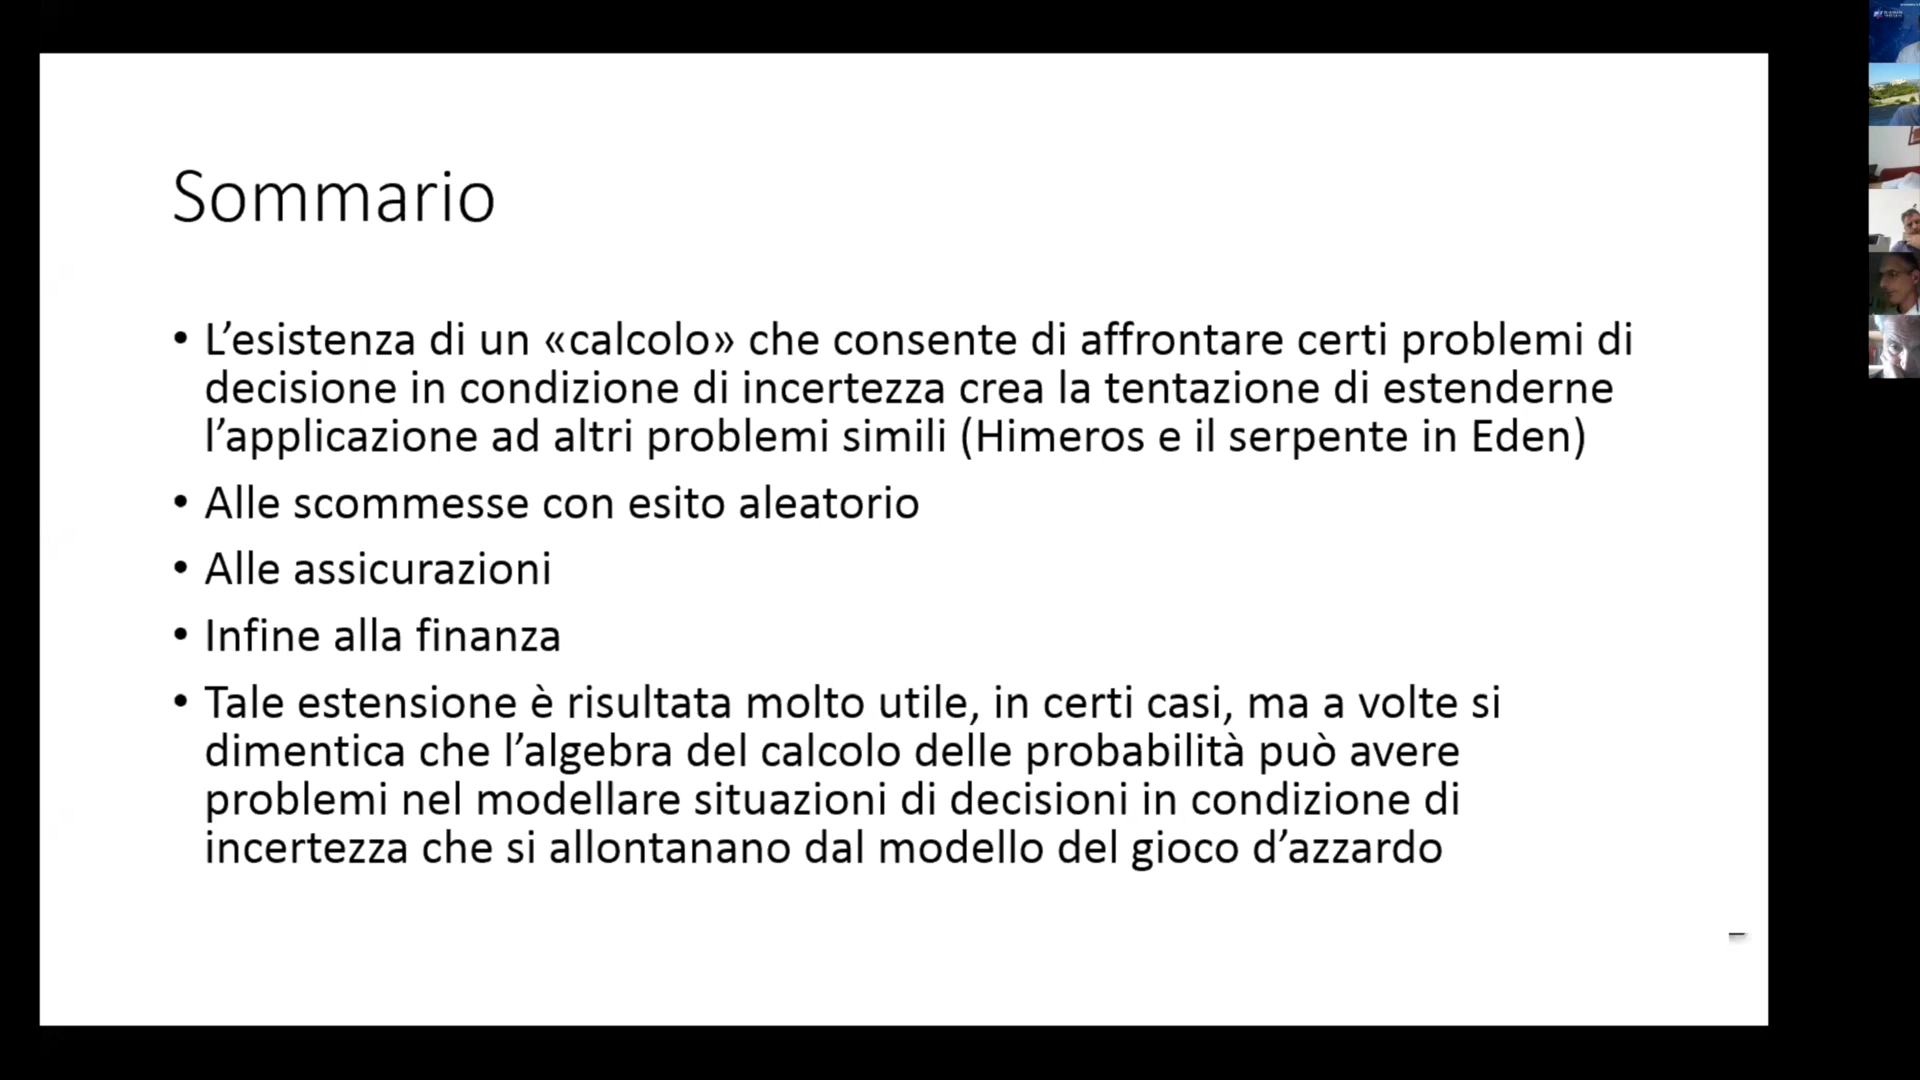 Sommario
• L’esistenza di un «calcolo» che consente di affrontare certi problemi di
decisione in condizione di incertezza crea la tentazione di estenderne
l’applicazione ad altri problemi simili (Himeros e il serpente in Eden)
• Alle scommesse con esito aleatorio
• Alle assicurazioni
• Infine alla finanza
• Tale estensione è risultata molto utile, in certi casi, ma a volte si
dimentica che l’algebra del calcolo delle probabilità può avere
problemi nel modellare situazioni di decisioni in condizione di
incertezza che si allontanano dal modello del gioco d’azzardo